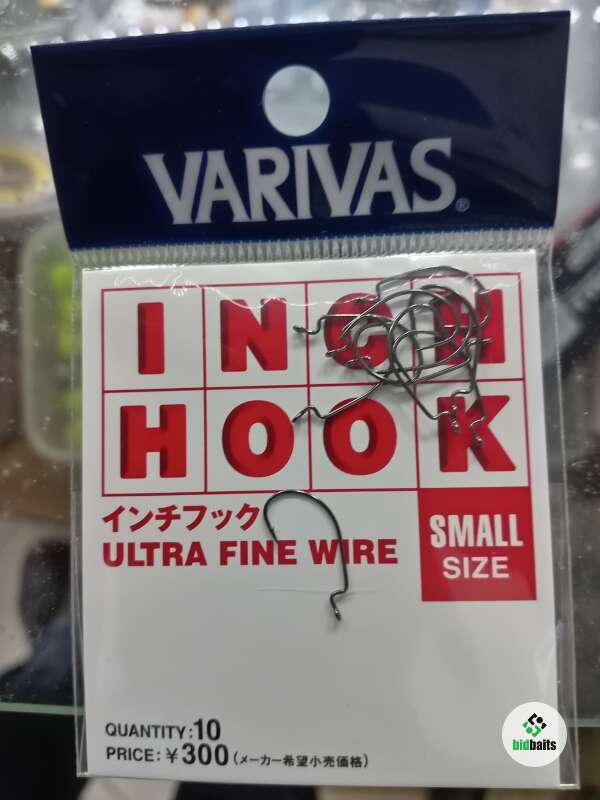 VARIVAS®
INCH
HOOK
インチフック
ULTRA FINE WIRE
SMALL
SIZE
QUANTITY:10
PRICE:¥300(メーカー希望小売価格)
bidbaits